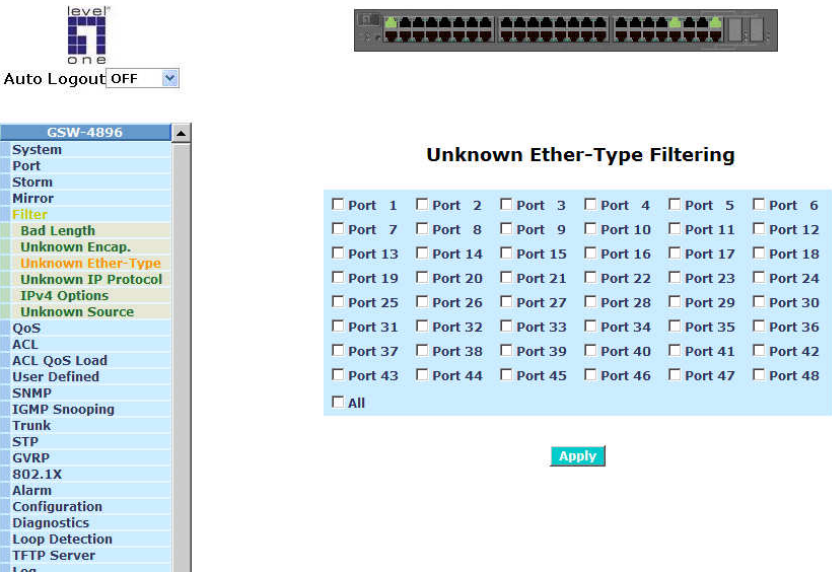 level
one
Auto Logout OFF
GSW-4896
System
Port
Storm
Mirror
Filter
Bad Length
Unknown Encap.
Unknown Ether-Type
Unknown IP Protocol
IPv4 Options
Unknown Source
QoS
ACL
ACL QoS Load
User Defined
SNMP
IGMP Snooping
Trunk
STP
GVRP
802.1X
Alarm
Configuration
Diagnostics
Loop Detection
TFTP Server
Log
Unknown Ether-Type Filtering
Port 1 Port 2 Port 3 Port 4 Port 5 Port 6
Port 7 Port 8 Port 9 Port 10 Port 11 Port 12
Port 13 Port 14 Port 15 Port 16 Port 17 Port 18
Port 19 Port 20 Port 21 Port 22 Port 23 Port 24
Port 25 Port 26 Port 27 Port 28 Port 29 Port 30
Port 31 Port 32 Port 33 Port 34 Port 35 Port 36
Port 37 Port 38 Port 39 Port 40 Port 41 Port 42
Port 43 Port 44 Port 45 Port 46 Port 47 Port 48
All
Apply